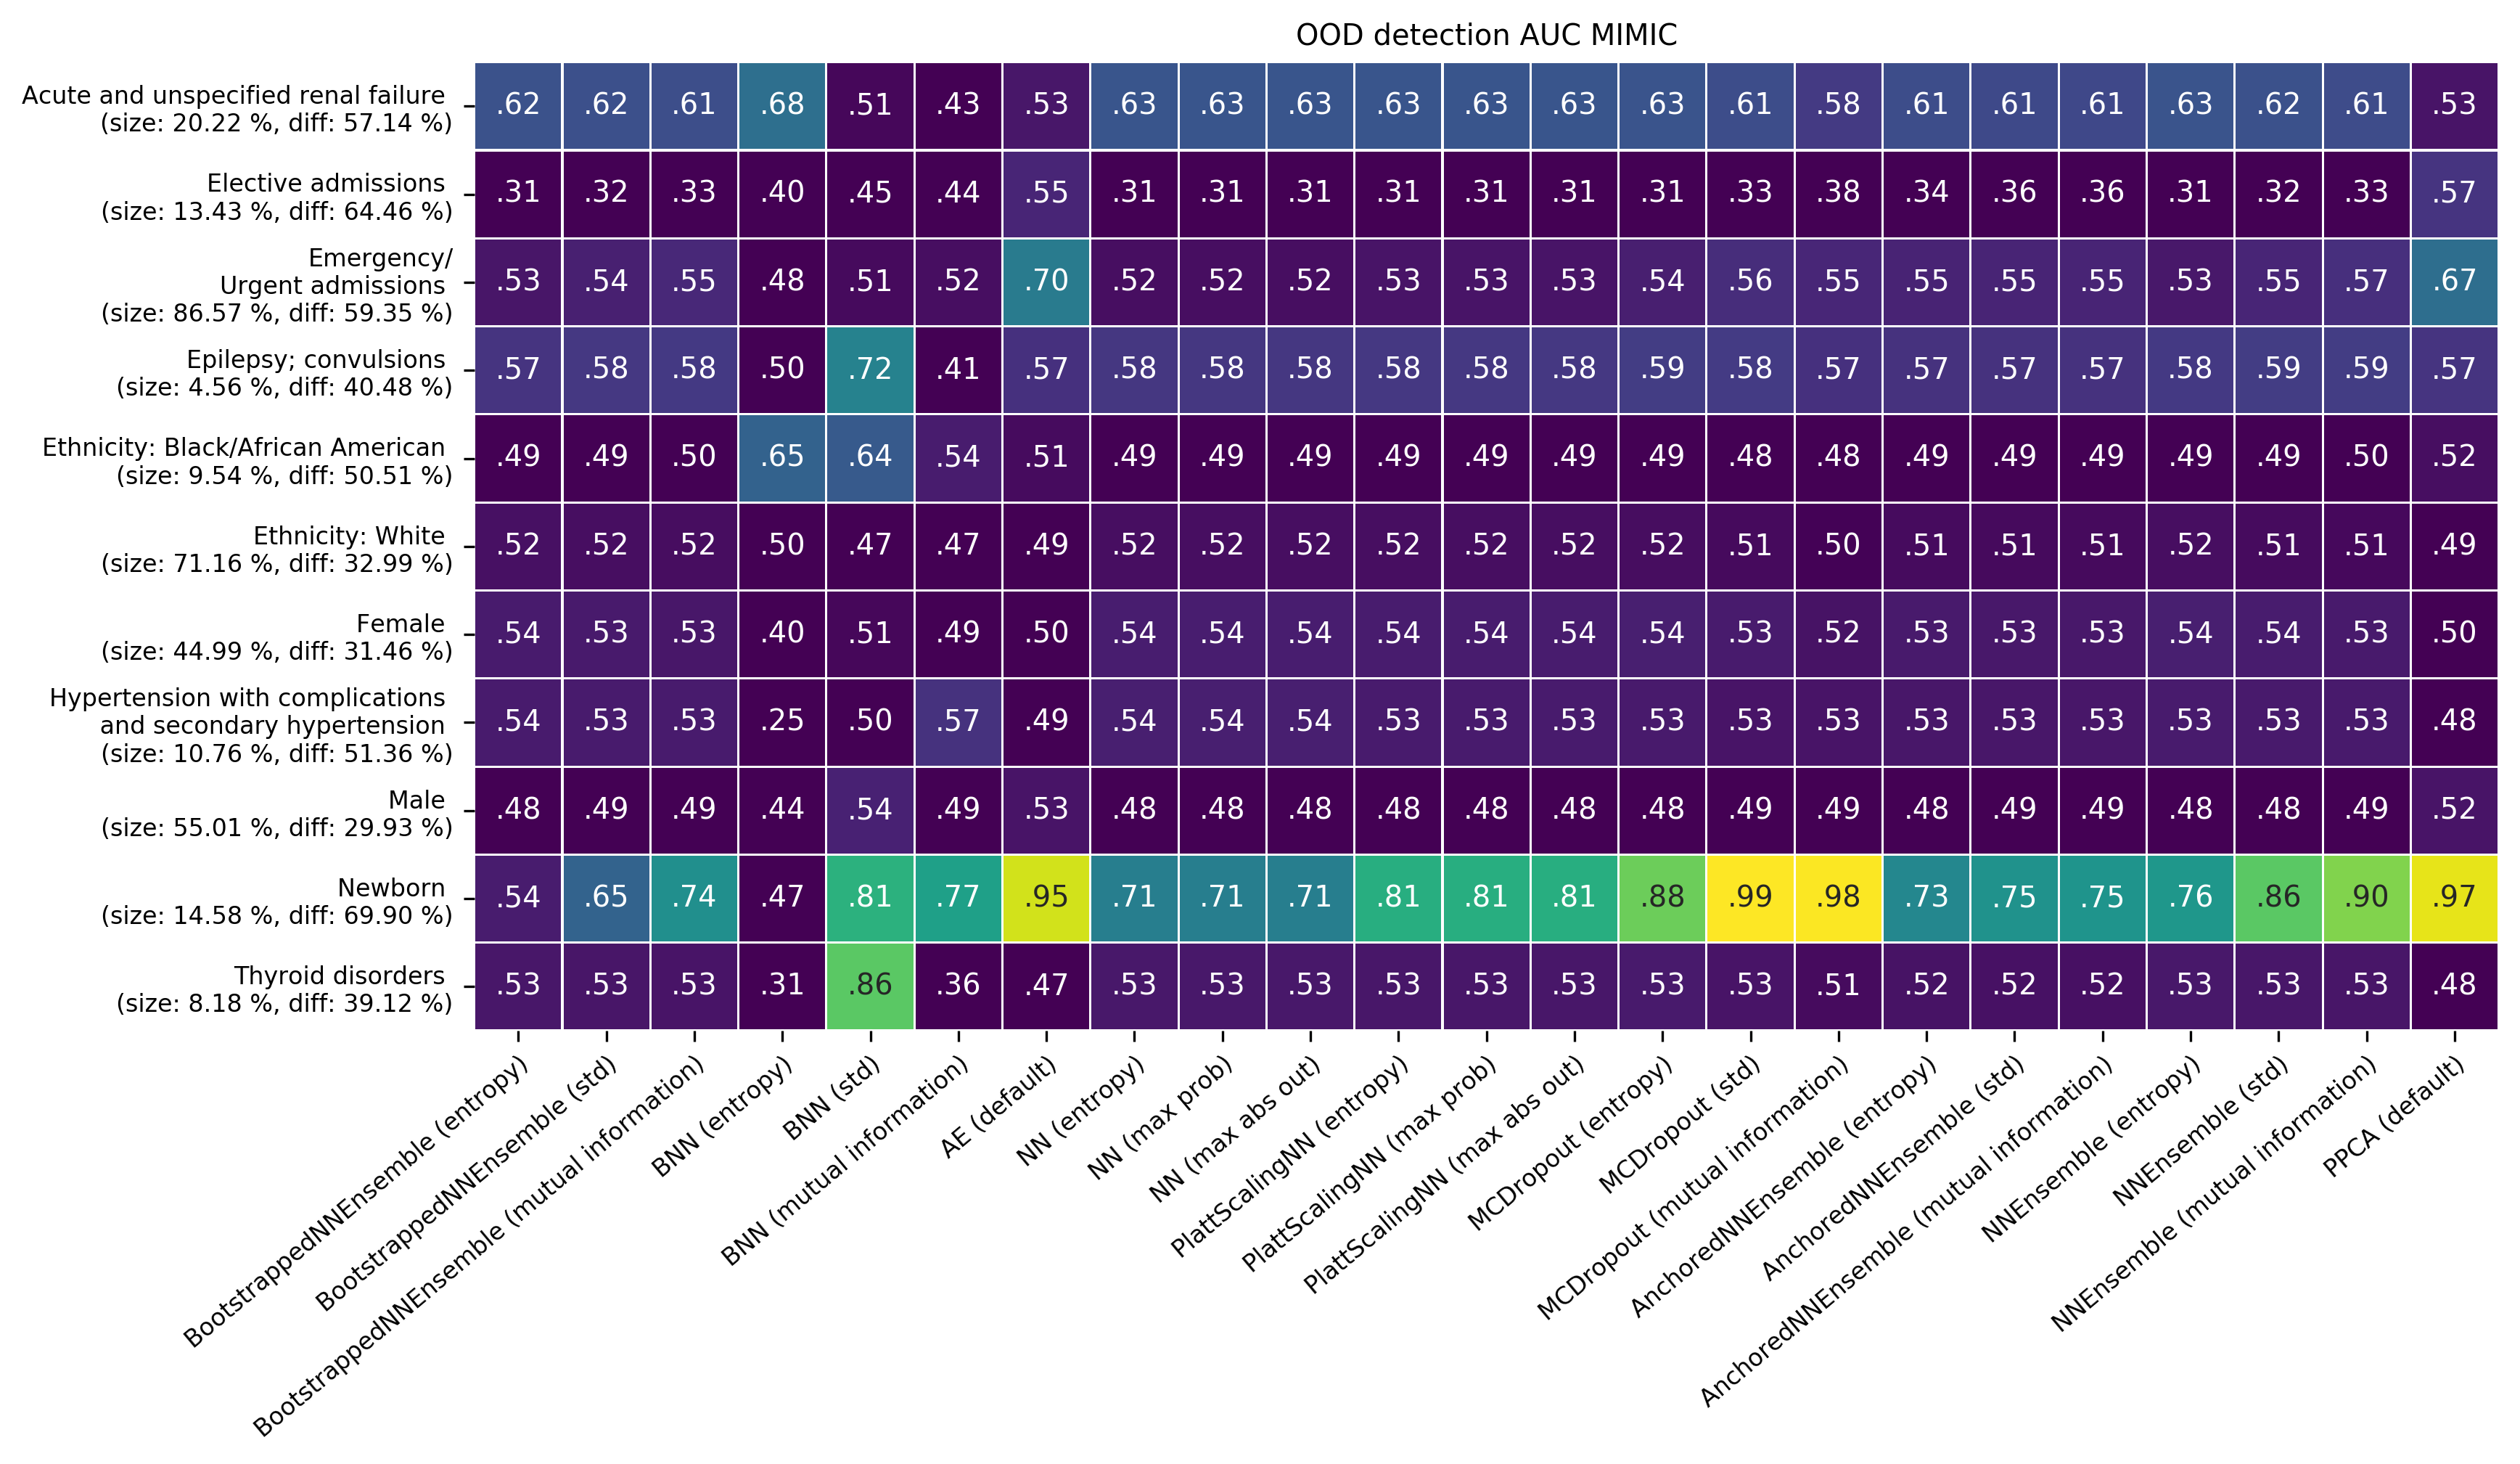 OOD detection AUC MIMIC
Acute and unspecified renal failure
(size: 20.22 %, diff: 57.14 %)
.62 .62 .61 .68 .51 .43 .53 .63 .63 .63 .63 .63 .63 .63 .61 .58 .61 .61 .61 .63 .62 .61 .53
Elective admissions
(size: 13.43 %, diff: 64.46 %)
.31 .32 .33 .40 .45 .44 .55 .31 .31 .31 .31 .31 .31 .31 .33 .38 .34 .36 .36 .31 .32 .33 .57
Emergency/
Urgent admissions
(size: 86.57 %, diff: 59.35 %)
.53 .54 .55 .48 .51 .52 .70 .52 .52 .52 .53 .53 .53 .54 .56 .55 .55 .55 .55 .53 .55 .57 .67
Epilepsy; convulsions
(size: 4.56 %, diff: 40.48 %)
.57 .58 .58 .50 .72 .41 .57 .58 .58 .58 .58 .58 .58 .59 .58 .57 .57 .57 .57 .58 .59 .59 .57
Ethnicity: Black/African American
(size: 9.54 %, diff: 50.51 %)
.49 .49 .50 .65 .64 .54 .51 .49 .49 .49 .49 .49 .49 .49 .48 .48 .49 .49 .49 .49 .49 .50 .52
Ethnicity: White
(size: 71.16 %, diff: 32.99 %)
.52 .52 .52 .50 .47 .47 .49 .52 .52 .52 .52 .52 .52 .52 .51 .50 .51 .51 .51 .52 .51 .51 .49
Female
(size: 44.99 %, diff: 31.46 %)
.54 .53 .53 .40 .51 .49 .50 .54 .54 .54 .54 .54 .54 .54 .53 .52 .53 .53 .53 .54 .54 .53 .50
Hypertension with complications
and secondary hypertension
(size: 10.76 %, diff: 51.36 %)
.54 .53 .53 .25 .50 .57 .49 .54 .54 .54 .53 .53 .53 .53 .53 .53 .53 .53 .53 .53 .53 .53 .48
Male
(size: 55.01 %, diff: 29.93 %)
.48 .49 .49 .44 .54 .49 .53 .48 .48 .48 .48 .48 .48 .48 .49 .49 .48 .49 .49 .48 .48 .49 .52
Newborn
(size: 14.58 %, diff: 69.90 %)
.54 .65 .74 .47 .81 .77 .95 .71 .71 .71 .81 .81 .81 .88 .99 .98 .73 .75 .75 .76 .86 .90 .97
Thyroid disorders
(size: 8.18 %, diff: 39.12 %)
.53 .53 .53 .31 .86 .36 .47 .53 .53 .53 .53 .53 .53 .53 .53 .51 .52 .52 .52 .53 .53 .53 .48
BootstrappedNNEnsemble (entropy)
BootstrappedNNEnsemble (std)
BootstrappedNNEnsemble (mutual information)
BNN (entropy)
BNN (std)
BNN (mutual information)
AE (default)
NN (entropy)
NN (max prob)
NN (max abs out)
PlattScalingNN (entropy)
PlattScalingNN (max prob)
PlattScalingNN (max abs out)
MCDropout (entropy)
MCDropout (std)
MCDropout (mutual information)
AnchoredNNEnsemble (entropy)
AnchoredNNEnsemble (std)
AnchoredNNEnsemble (mutual information)
NNEnsemble (entropy)
NNEnsemble (std)
NNEnsemble (mutual information)
PPCA (default)